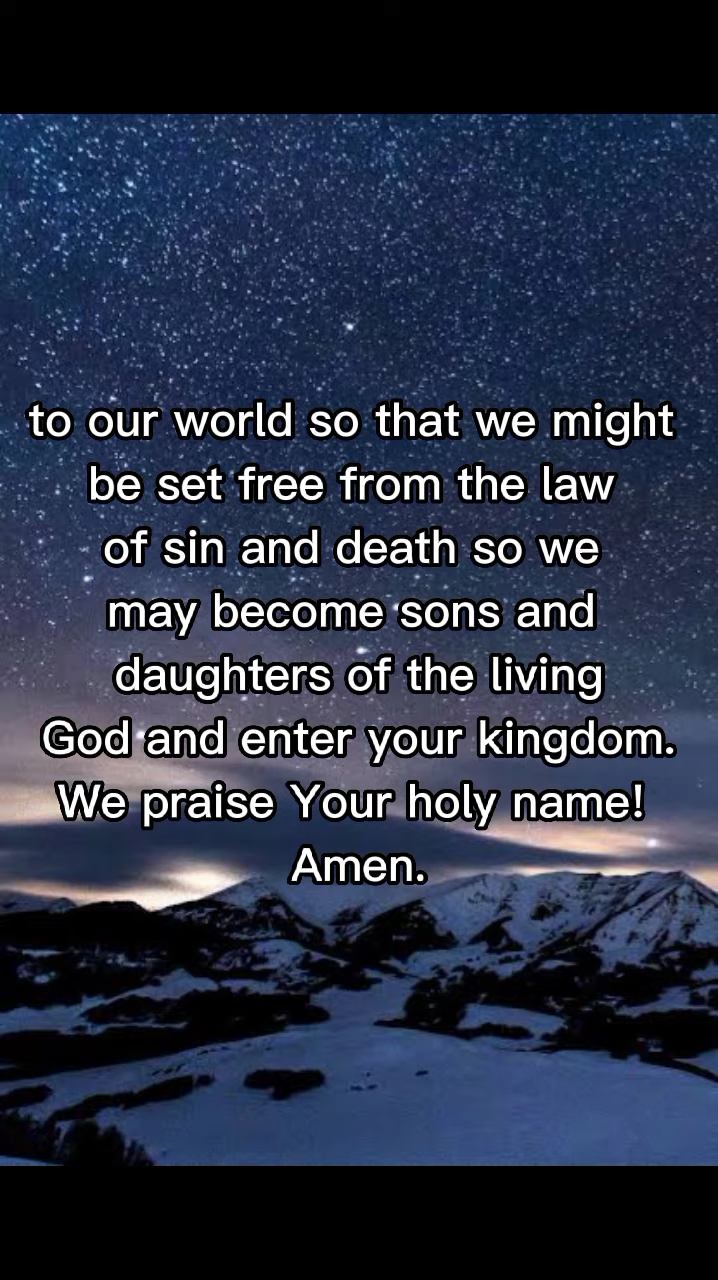 to our world so that we might
be set free from the law
of sin and death so we
may become sons and
daughters of the living
God and enter your kingdom.
We praise Your holy name!
Amen.